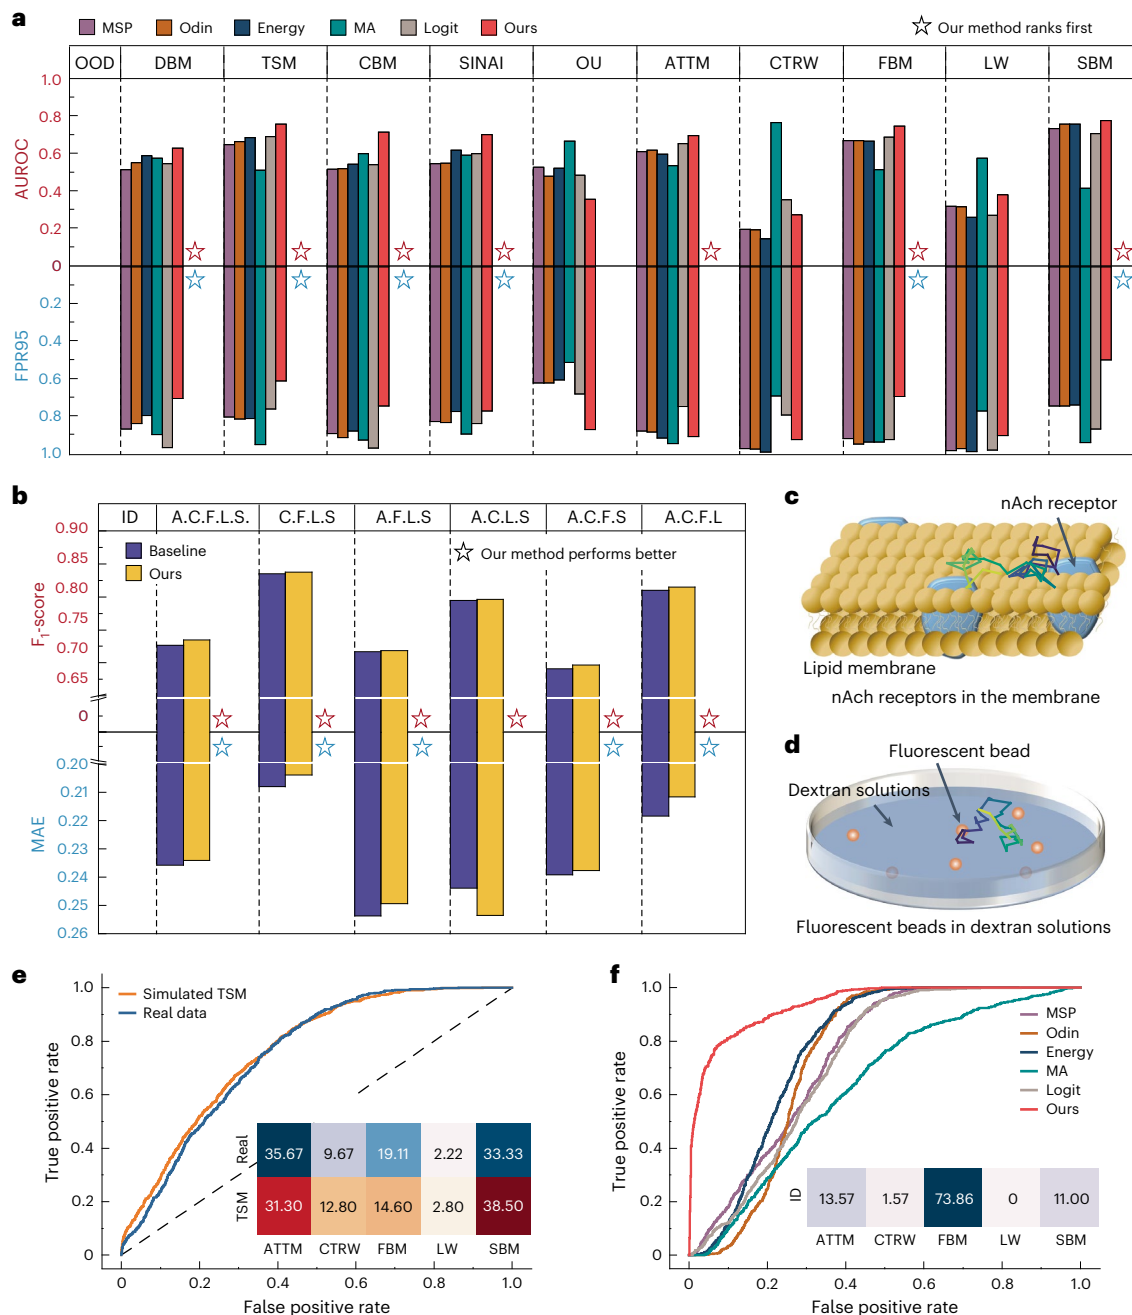 a
MSP Odin Energy MA Logit Ours Our method ranks first
OOD DBM TSM CBM SINAI OU ATTM CTRW FBM LW SBM
1.0
0.8
0.6
0.4
0.2
0
0.2
0.4
0.6
0.8
1.0
AUROC
FPR95
b
ID A.C.F.L.S. C.F.L.S A.F.L.S A.C.L.S A.C.F.S A.C.F.L
Baseline
Ours
Our method performs better
0.90
0.85
0.80
0.75
0.70
0.65
0
0.20
0.21
0.22
0.23
0.24
0.25
0.26
F1-score
MAE
c
nAch receptor
Lipid membrane
nAch receptors in the membrane
d
Fluorescent bead
Dextran solutions
Fluorescent beads in dextran solutions
e
Simulated TSM
Real data
1.0
0.8
0.6
0.4
0.2
0
True positive rate
Real 35.67 9.67 19.11 2.22 33.33
TSM 31.30 12.80 14.60 2.80 38.50
ATTM CTRW FBM LW SBM
0 0.2 0.4 0.6 0.8 1.0
False positive rate
f
1.0
0.8
0.6
0.4
0.2
0
True positive rate
MSP
Odin
Energy
MA
Logit
Ours
ID 13.57 1.57 73.86 0 11.00
ATTM CTRW FBM LW SBM
0 0.2 0.4 0.6 0.8 1.0
False positive rate